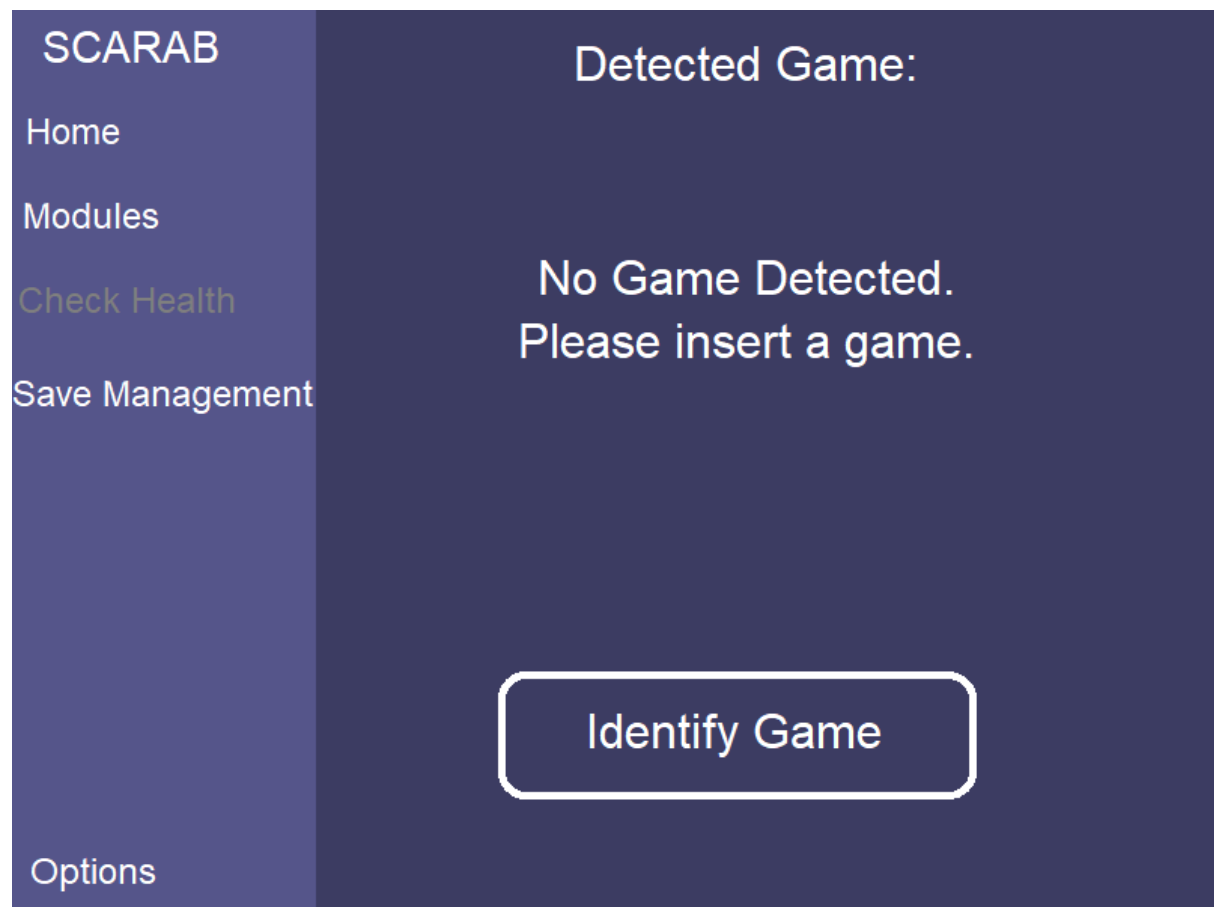 SCARAB
Home
Modules
Check Health
Save Management
Options
Detected Game:
No Game Detected.
Please insert a game.
Identify Game